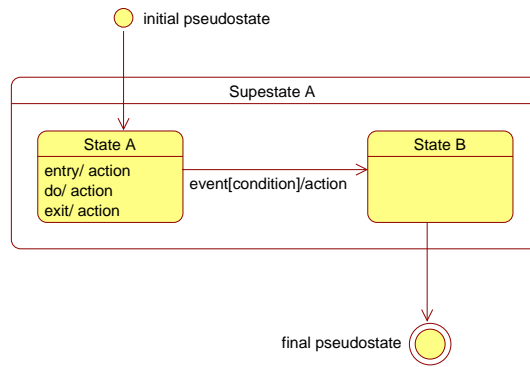 initial pseudostate
Supestate A
State A
entry/ action
do/ action
exit/ action
event[condition]/action
State B
final pseudostate